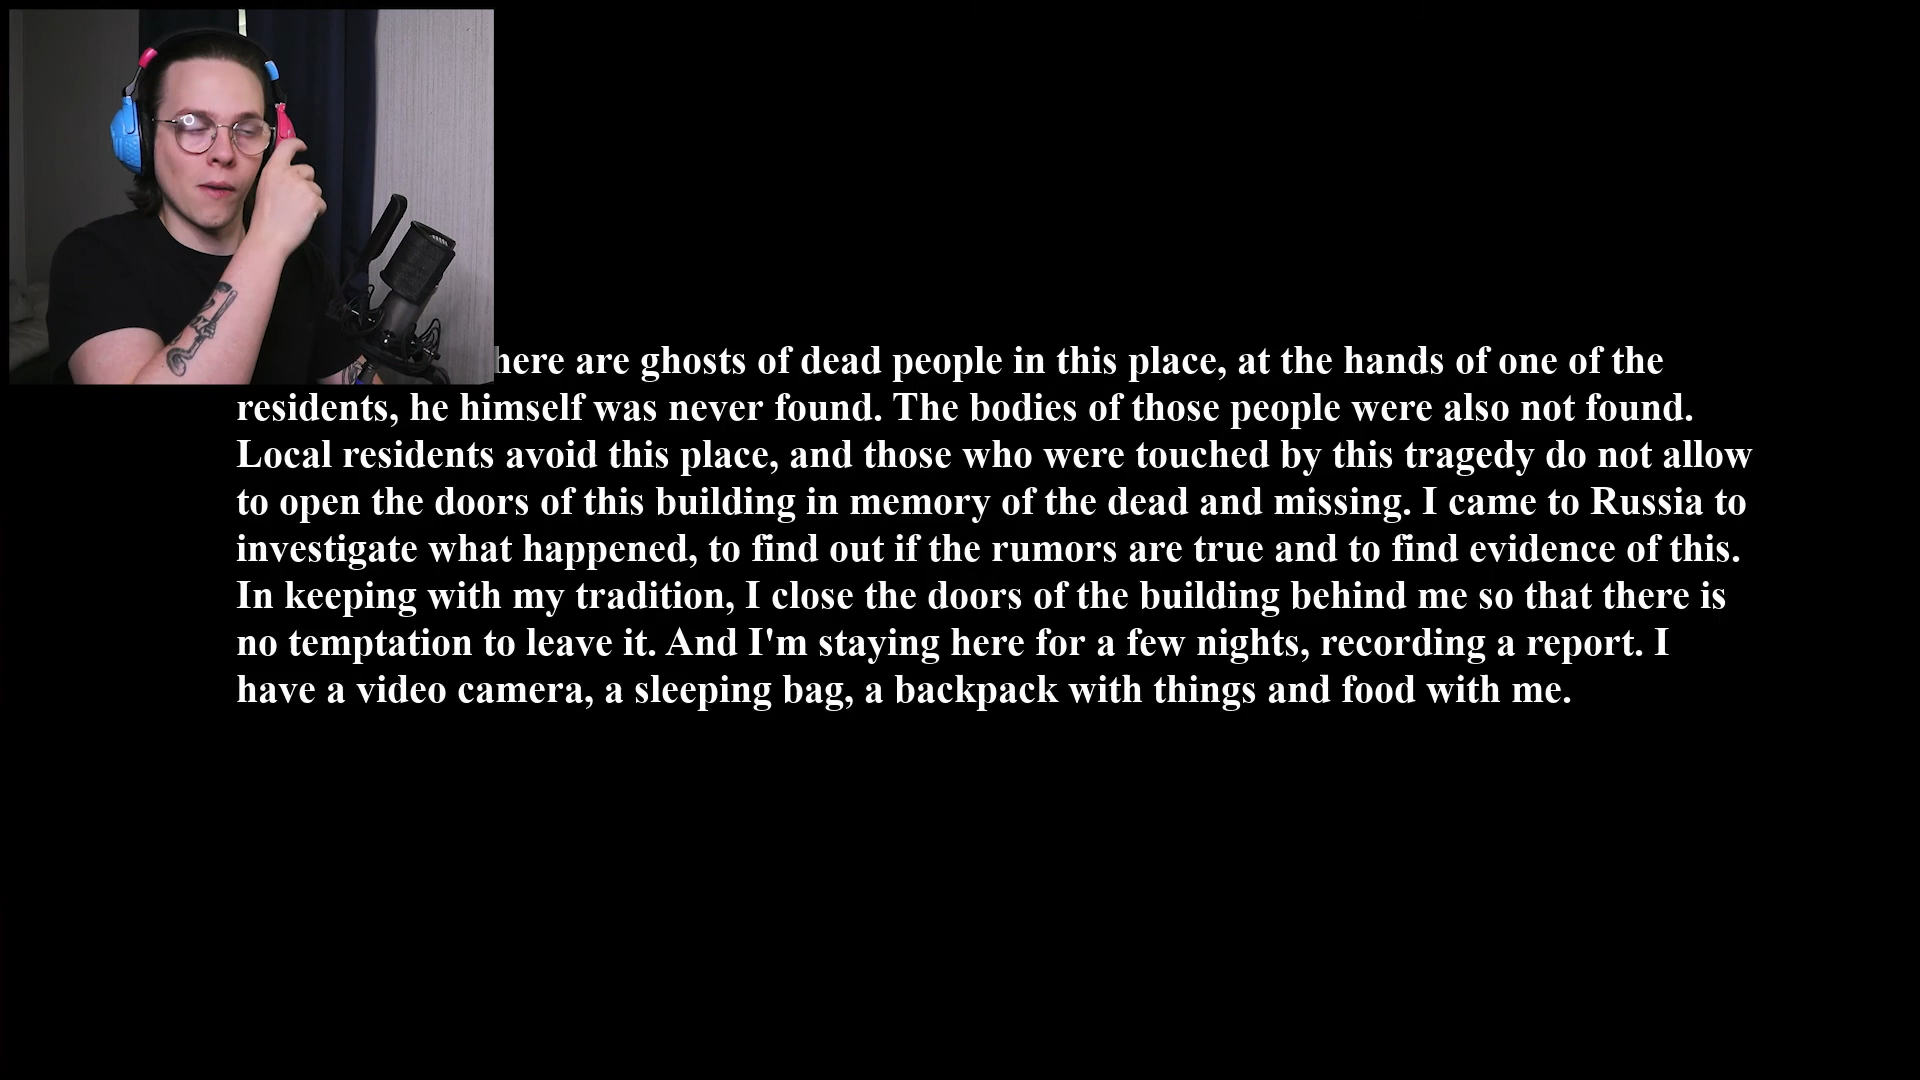 here are ghosts of dead people in this place, at the hands of one of the
residents, he himself was never found. The bodies of those people were also not found.
Local residents avoid this place, and those who were touched by this tragedy do not allow
to open the doors of this building in memory of the dead and missing. I came to Russia to
investigate what happened, to find out if the rumors are true and to find evidence of this.
In keeping with my tradition, I close the doors of the building behind me so that there is
no temptation to leave it. And I'm staying here for a few nights, recording a report. I
have a video camera, a sleeping bag, a backpack with things and food with me.